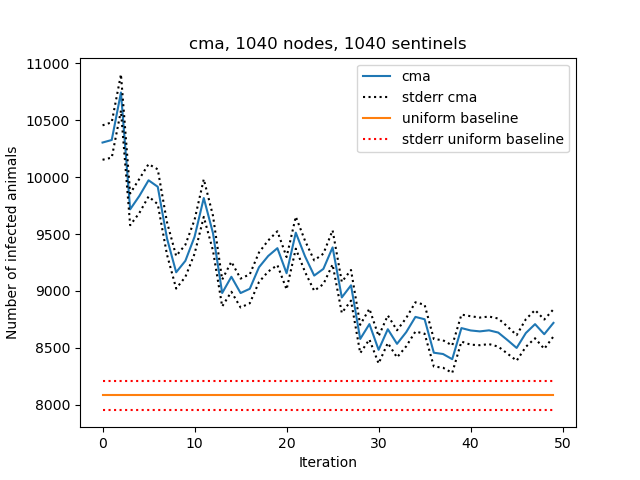 cma, 1040 nodes, 1040 sentinels
11000
10500
10000
9500
9000
8500
8000
Number of infected animals
cma
stderr cma
uniform baseline
stderr uniform baseline
0
10
20
30
40
50
Iteration